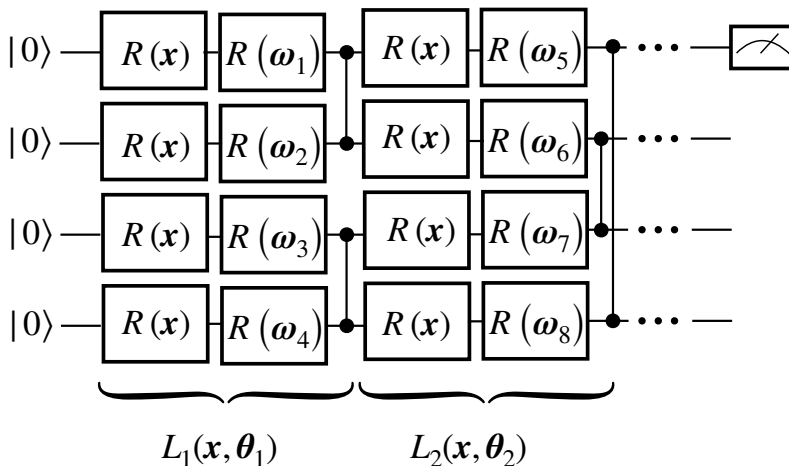 |0⟩ R(𝒙) R(𝝎₁) R(𝒙) R(𝝎₅) •••
|0⟩ R(𝒙) R(𝝎₂) R(𝒙) R(𝝎₆) •••
|0⟩ R(𝒙) R(𝝎₃) R(𝒙) R(𝝎₇) •••
|0⟩ R(𝒙) R(𝝎₄) R(𝒙) R(𝝎₈) •••
L₁(𝒙, 𝜽₁) L₂(𝒙, 𝜽₂)